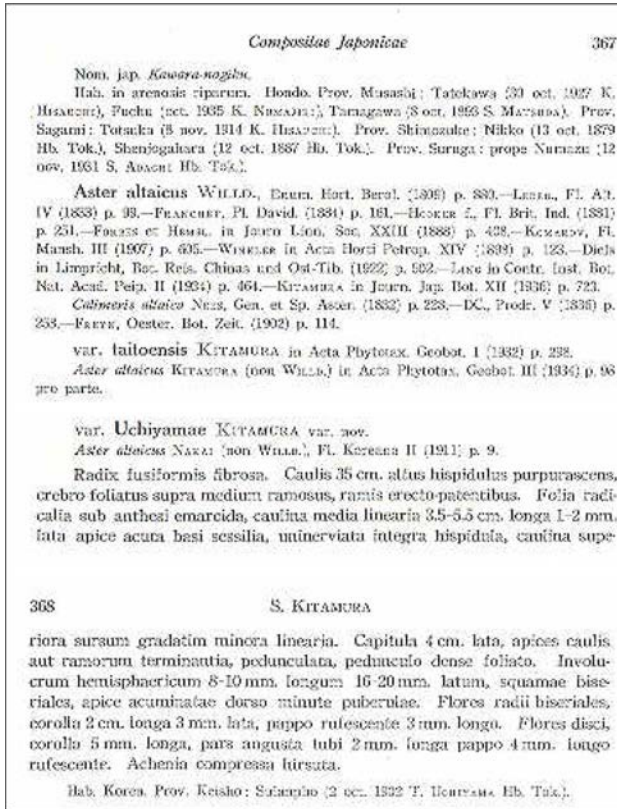 Compositae Japonicae 367
Nom. jap. Kawara-nogiku.
Hab. in arenosis riparum. Hondo. Prov. Musashi: Tatekawa (30 oct. 1927 K.
HISAUCHI), Fuchu (oct. 1935 K. NUMAJIRI), Tamagawa (8 oct. 1893 S. MATSUDA). Prov.
Sagami: Totsuka (8 nov. 1914 K. HISAUCHI). Prov. Shimozuke: Nikko (13 oct. 1879
Hb. Tok.), Shenjogahara (12 oct. 1887 Hb. Tok.). Prov. Suruga: prope Numazu (12
nov. 1931 S. ADACHI Hb. Tok.).
Aster altaicus WILLD., Enum. Hort. Berol. (1809) p. 880.—LEDEB., Fl. Alt.
IV (1833) p. 98.—FRANCHET, Pl. David. (1884) p. 161.—HOOKER f., Fl. Brit. Ind. (1881)
p. 251.—FORBES et HEMSL. in Journ Linn. Soc. XXIII (1888) p. 408.—KOMAROV, Fl.
Mansh. III (1907) p. 605.—WINKLER in Acta Horti Petrop. XIV (1898) p. 123.—Diels
in Limpricht, Bot. Reis. Chinas und Ost-Tib. (1922) p. 502.—LING in Contr. Inst. Bot.
Nat. Acad. Peip. II (1934) p. 464.—KITAMURA in Journ. Jap. Bot. XII (1936) p. 723.
Calimeris altaica NEES, Gen. et Sp. Aster. (1832) p. 228.—DC., Prodr. V (1836) p.
258.—FREYN, Oester. Bot. Zeit. (1902) p. 114.
var. taitoensis KITAMURA in Acta Phytotax. Geobot. I (1932) p. 298.
Aster altaicus KITAMURA (non WILLD.) in Acta Phytotax. Geobot. III (1934) p. 98
pro parte.
var. Uchiyamae KITAMURA var. nov.
Aster altaicus NAKAI (non WILLD.), Fl. Koreana II (1911) p. 9.
Radix fusiformis fibrosa. Caulis 35 cm. altus hispidulus purpurascens,
crebro foliatus supra medium ramosus, ramis erecto-patentibus. Folia radi-
calia sub anthesi emarcida, caulina media linearia 3.5-5.5 cm. longa 1-2 mm.
lata apice acuta basi sessilia, uninerviata integra hispidula, caulina supe-
368 S. KITAMURA
riora sursum gradatim minora linearia. Capitula 4 cm. lata, apices caulis
aut ramorum terminantia, pedunculata, pedunculo dense foliato. Involu-
crum hemisphaericum 8-10 mm. longum 16-20 mm. latum, squamae bise-
riales, apice acuminatae dorso minute puberulae. Flores radii biseriales,
corolla 2 cm. longa 3 mm. lata, pappo rufescente 3 mm. longo. Flores disci,
corolla 5 mm. longa, pars angusta tubi 2 mm. longa pappo 4 mm. longo
rufescente. Achenia compressa hirsuta.
Hab. Korea. Prov. Keisho: Suianpho (2 oct. 1932 T. UCHIYAMA Hb. Tok.).